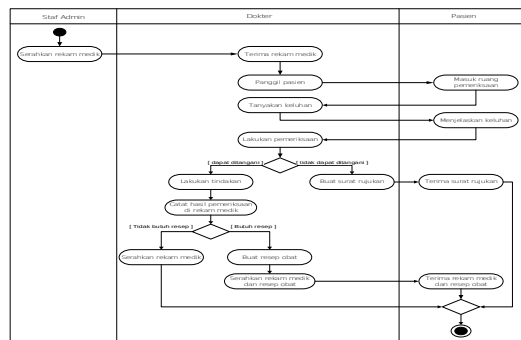 Staf Admin
Dokter
Pasien
Serahkan rekam medik
Terima rekam medik
Panggil pasien
Masuk ruang
pemeriksaan
Tanyakan keluhan
Menjelaskan keluhan
Lakukan pemeriksaan
[ dapat ditangani ]
[ tidak dapat ditangani ]
Lakukan tindakan
Buat surat rujukan
Terima surat rujukan
Catat hasil pemeriksaan
di rekam medik
[ Tidak butuh resep ]
[ Butuh resep ]
Serahkan rekam medik
Buat resep obat
Serahkan rekam medik
dan resep obat
Terima rekam medik
dan resep obat